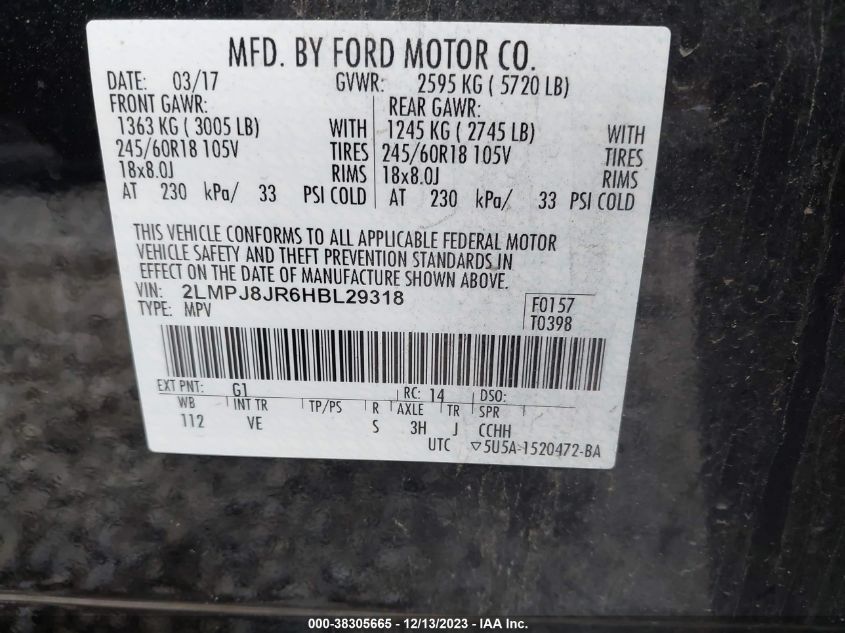 MFD. BY FORD MOTOR CO.
DATE: 03/17 GVWR: 2595 KG ( 5720 LB)
FRONT GAWR: REAR GAWR:
1363 KG ( 3005 LB) WITH 1245 KG ( 2745 LB) WITH
245/60R18 105V TIRES 245/60R18 105V TIRES
18x8.0J RIMS 18x8.0J RIMS
AT 230 kPa/ 33 PSI COLD AT 230 kPa/ 33 PSI COLD
THIS VEHICLE CONFORMS TO ALL APPLICABLE FEDERAL MOTOR
VEHICLE SAFETY AND THEFT PREVENTION STANDARDS IN
EFFECT ON THE DATE OF MANUFACTURE SHOWN ABOVE.
VIN: 2LMPJ8JR6HBL29318
TYPE: MPV
F0157
T0398
EXT PNT: G1 RC: 14 DSO:
WB INT TR TP/PS R AXLE TR SPR
112 VE S 3H J CCHH
UTC ▽5U5A-1520472-BA
000-38305665 - 12/13/2023 - IAA Inc.